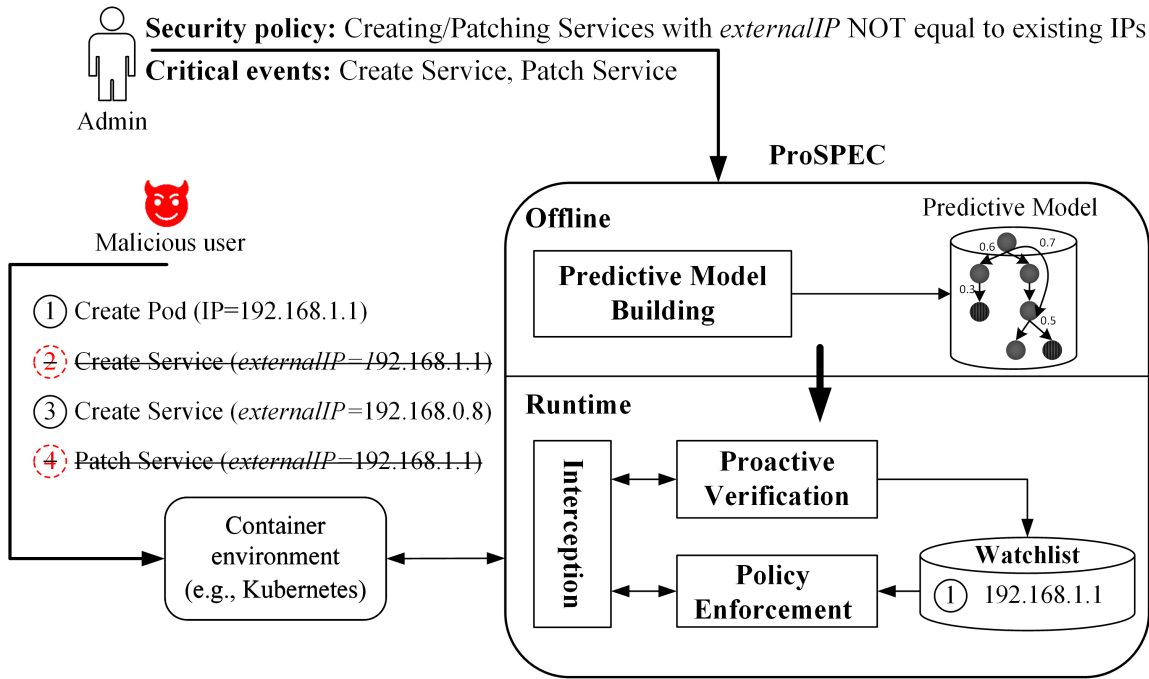 Security policy: Creating/Patching Services with externalIP NOT equal to existing IPs
Critical events: Create Service, Patch Service
Admin
ProSPEC
Malicious user
1 Create Pod (IP=192.168.1.1)
2 Create Service (externalIP=192.168.1.1)
3 Create Service (externalIP=192.168.0.8)
4 Patch Service (externalIP=192.168.1.1)
Container
environment
(e.g., Kubernetes)
Offline
Predictive Model
Building
Predictive Model
0.6
0.7
0.3
0.5
Runtime
Interception
Proactive
Verification
Policy
Enforcement
Watchlist
1 192.168.1.1